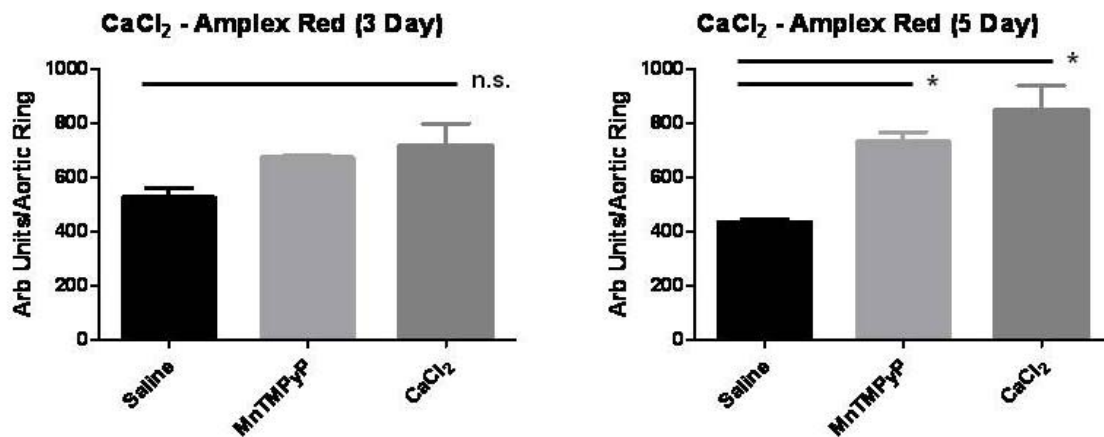 CaCl₂ - Amplex Red (3 Day)
Arb Units/Aortic Ring
1000
800
600
400
200
0
n.s.
Saline
MnTMPyP
CaCl₂
CaCl₂ - Amplex Red (5 Day)
Arb Units/Aortic Ring
1000
800
600
400
200
0
*
*
Saline
MnTMPyP
CaCl₂